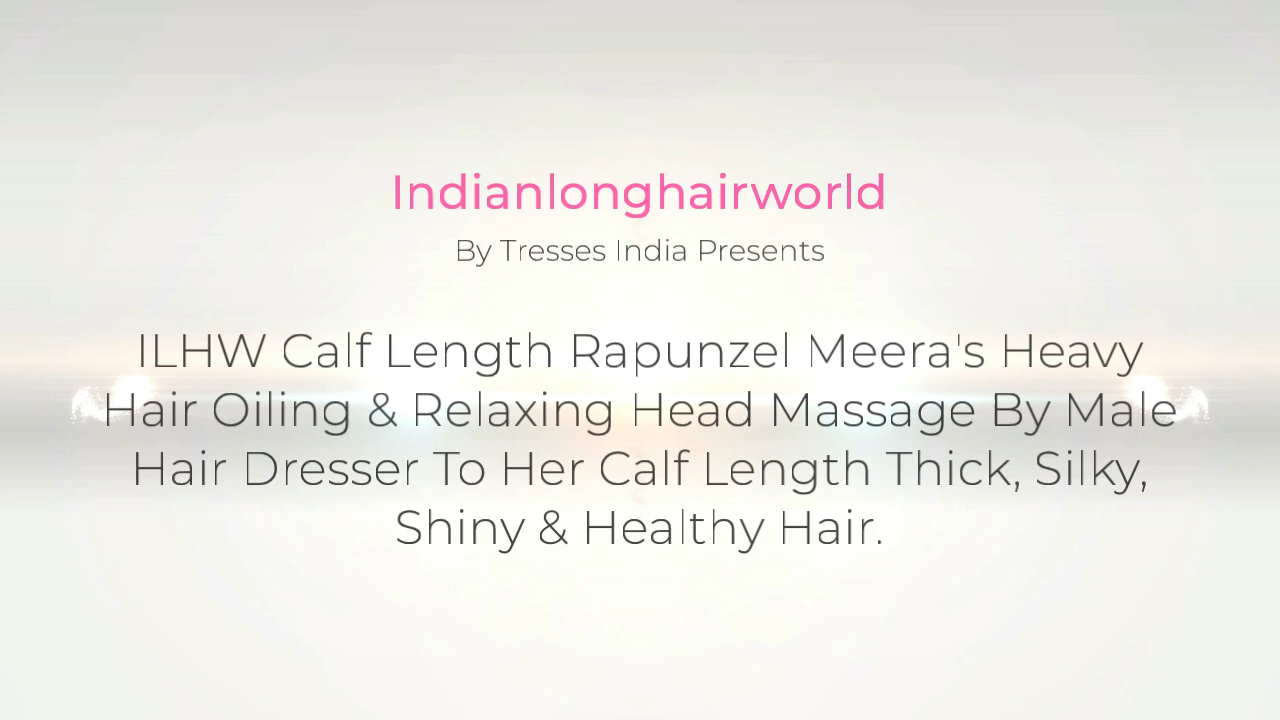 Indianlonghairworld
By Tresses India Presents
ILHW Calf Length Rapunzel Meera's Heavy
Hair Oiling & Relaxing Head Massage By Male
Hair Dresser To Her Calf Length Thick, Silky,
Shiny & Healthy Hair.